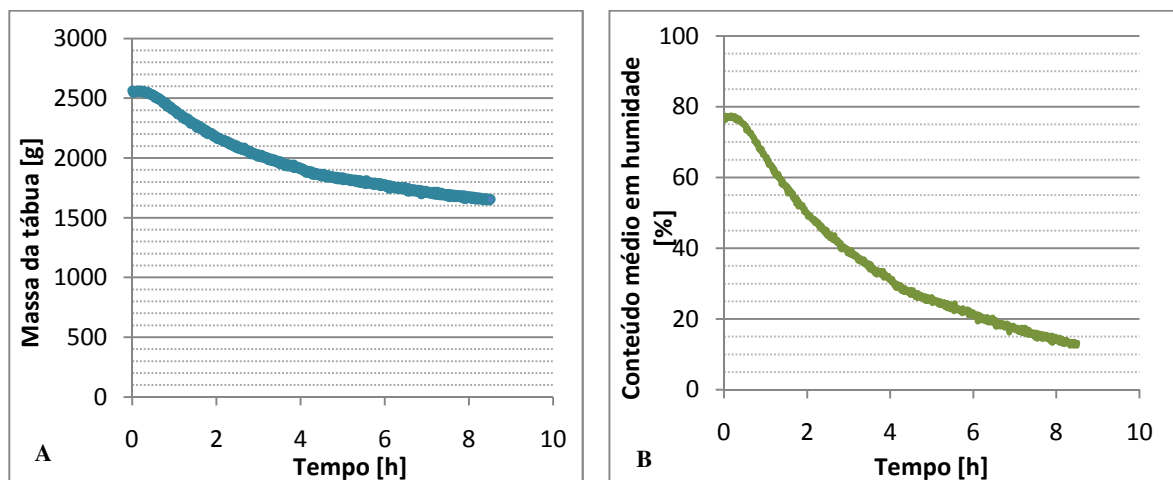 Massa da tábua [g]
3000
2500
2000
1500
1000
500
0
0 2 4 6 8 10
Tempo [h]
A
Conteúdo médio em humidade
[%]
100
80
60
40
20
0
0 2 4 6 8 10
Tempo [h]
B